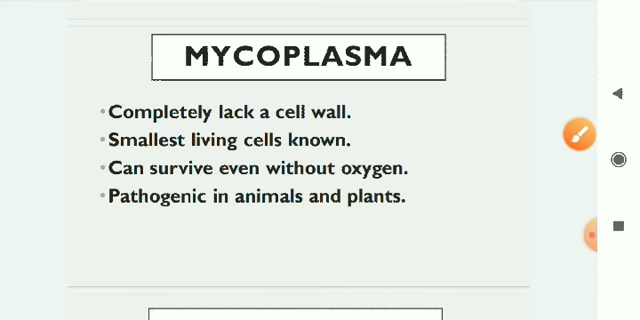 MYCOPLASMA
•Completely lack a cell wall.
•Smallest living cells known.
•Can survive even without oxygen.
•Pathogenic in animals and plants.